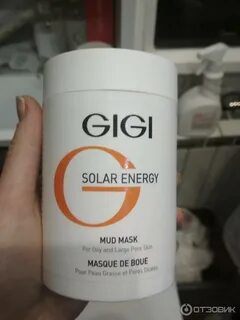 GIGI
SOLAR ENERGY
MUD MASK
For Oily and Large Pore Skin
MASQUE DE BOUE
Pour Peau Grasse et Pores Dilatés
ОТЗОВИК